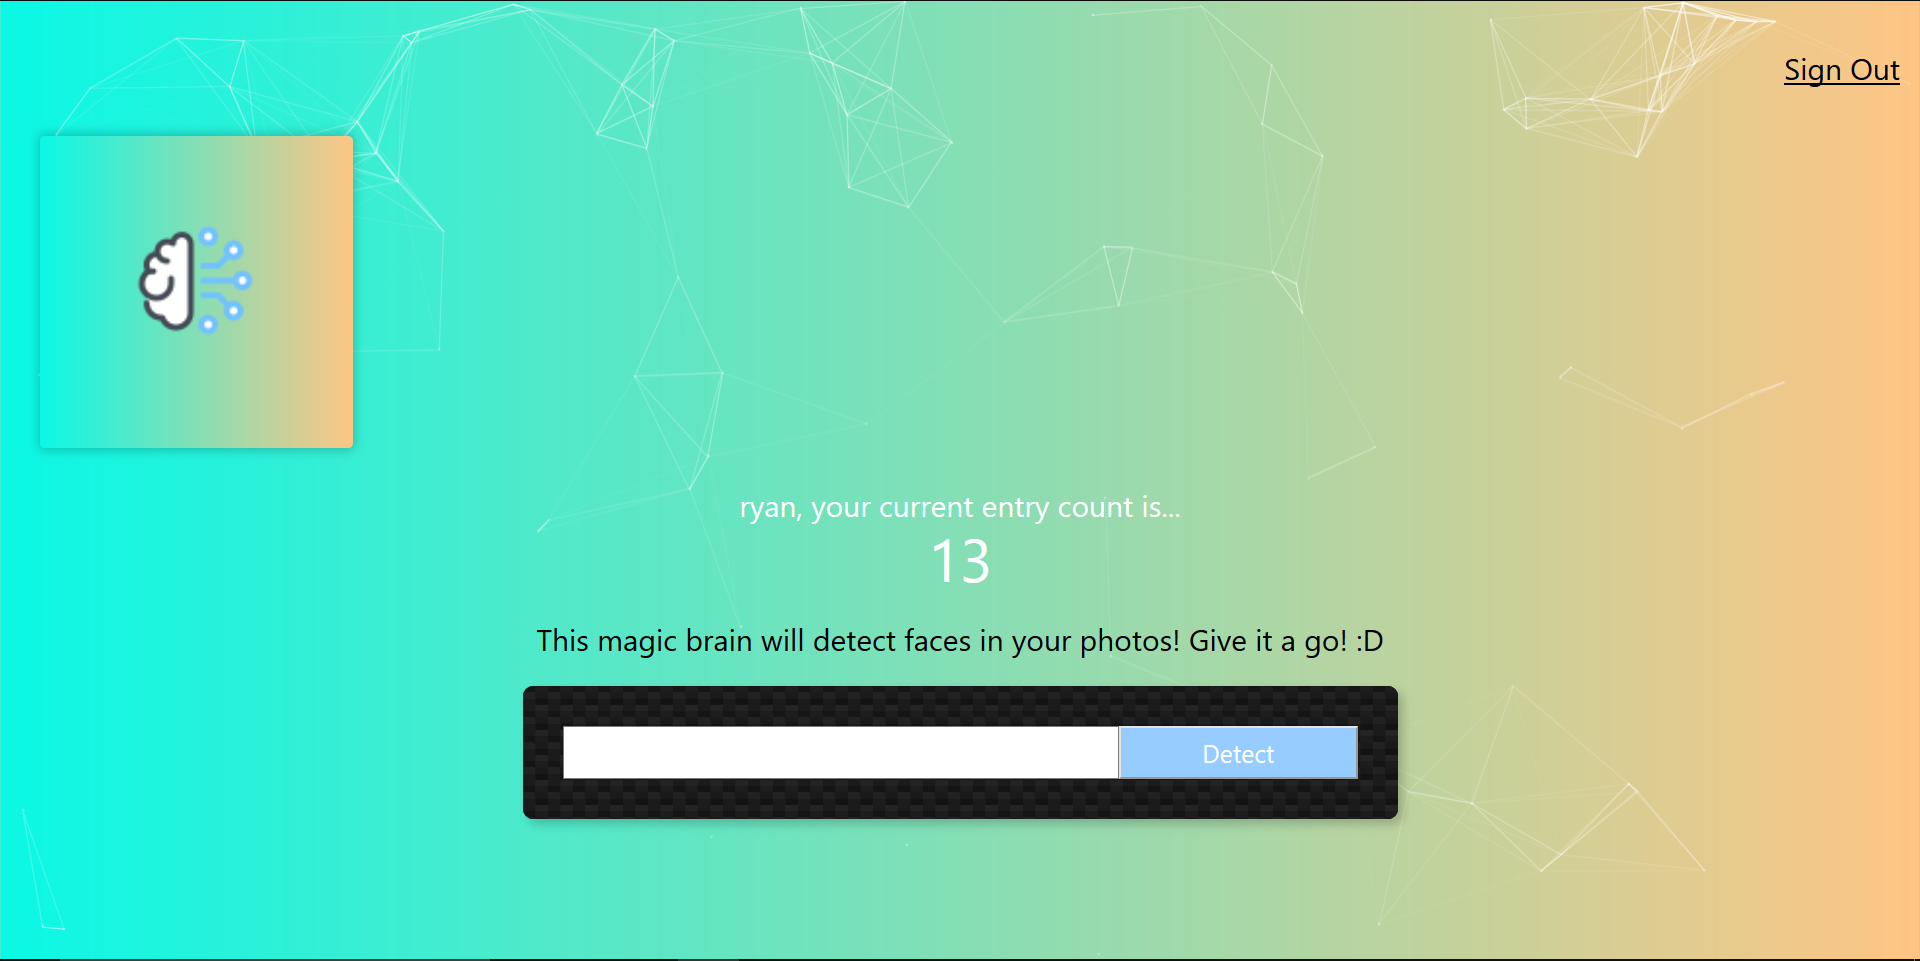 Sign Out
ryan, your current entry count is...
13
This magic brain will detect faces in your photos! Give it a go! :D
Detect